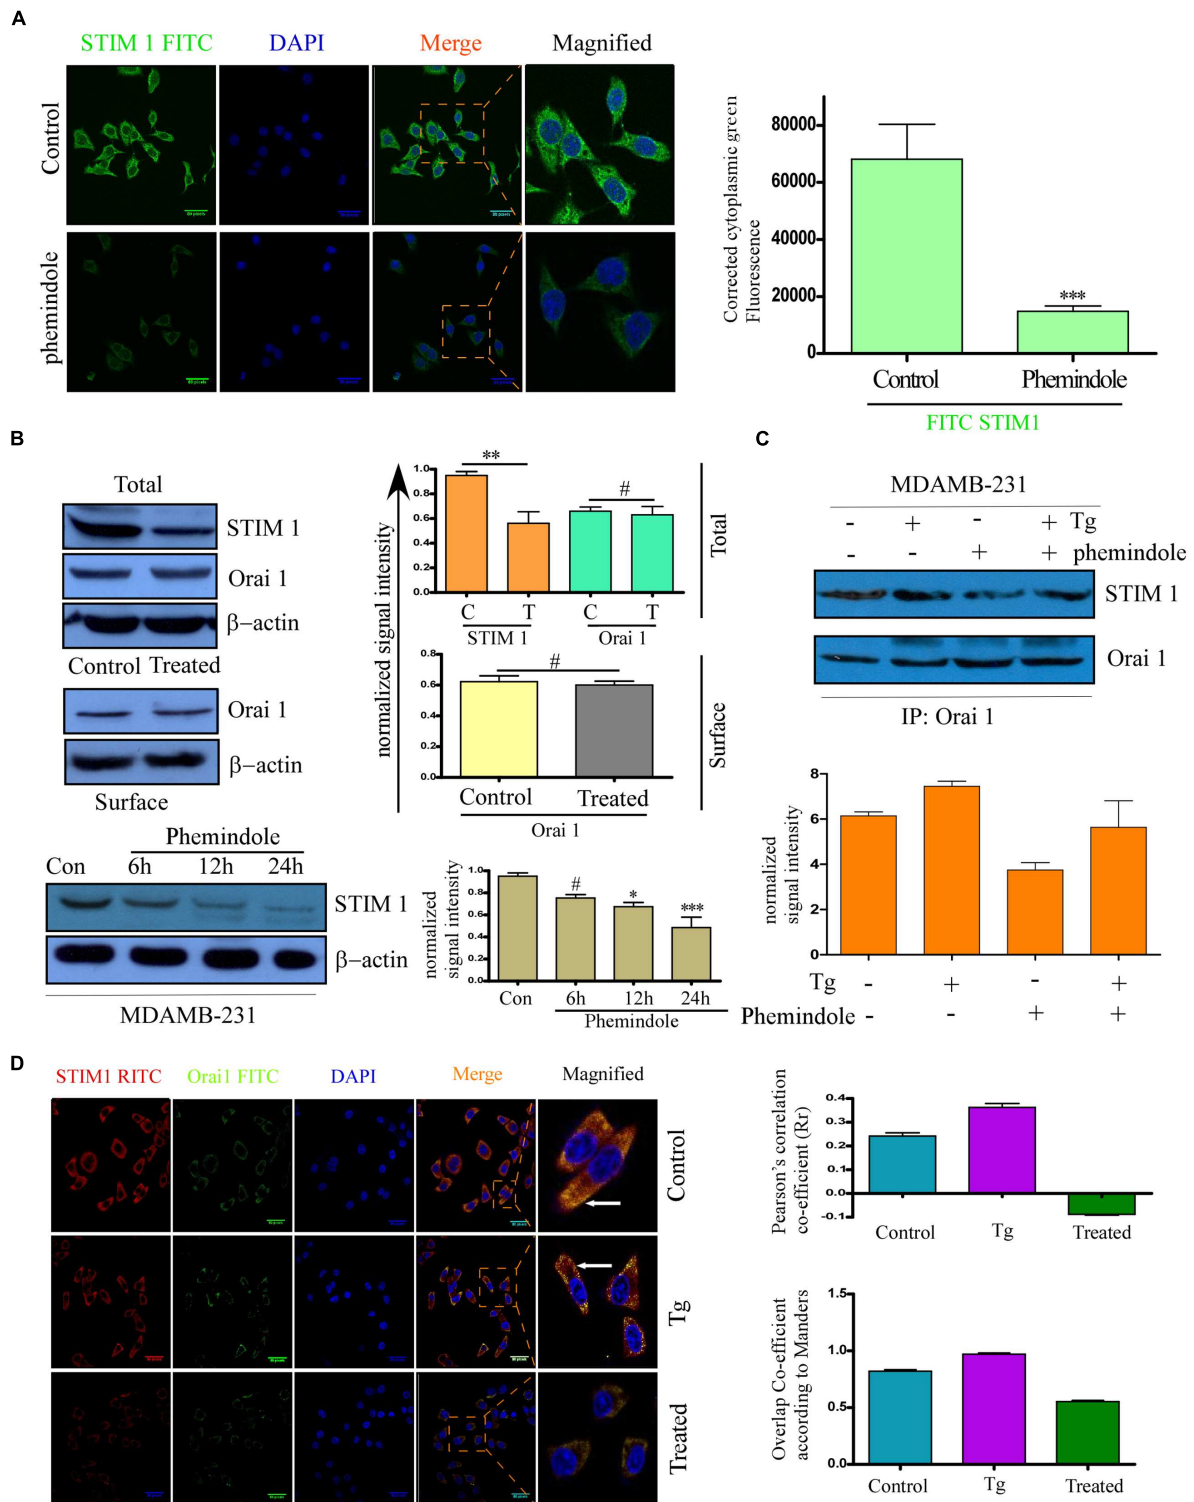 A
STIM 1 FITC DAPI Merge Magnified
Control
phemindole
80 pixels
Corrected cytoplasmic green
Fluorescence
80000
60000
40000
20000
0
***
Control Phemindole
FITC STIM1
B
Total
STIM 1
Orai 1
β−actin
Control Treated
Orai 1
β−actin
Surface
normalized signal intensity
1.0
0.8
0.6
0.4
0.2
0.0
**
#
C T C T
STIM 1 Orai 1
Total
0.8
0.6
0.4
0.2
0.0
#
Control Treated
Orai 1
Surface
Phemindole
Con 6h 12h 24h
STIM 1
β−actin
MDAMB-231
normalized
signal intensity
1.0
0.8
0.6
0.4
0.2
0.0
# * ***
Con 6h 12h 24h
Phemindole
C
MDAMB-231
- + - + Tg
- - + + phemindole
STIM 1
Orai 1
IP: Orai 1
normalized
signal intensity
8
6
4
2
0
Tg - + - +
Phemindole - - + +
D
STIM1 RITC Orai1 FITC DAPI Merge Magnified
Control
Tg
Treated
Pearson's correlation
co-efficient (Rr)
0.4
0.3
0.2
0.1
0.0
-0.1
Control Tg Treated
Overlap Co-efficient
according to Manders
1.5
1.0
0.5
0.0
Control Tg Treated